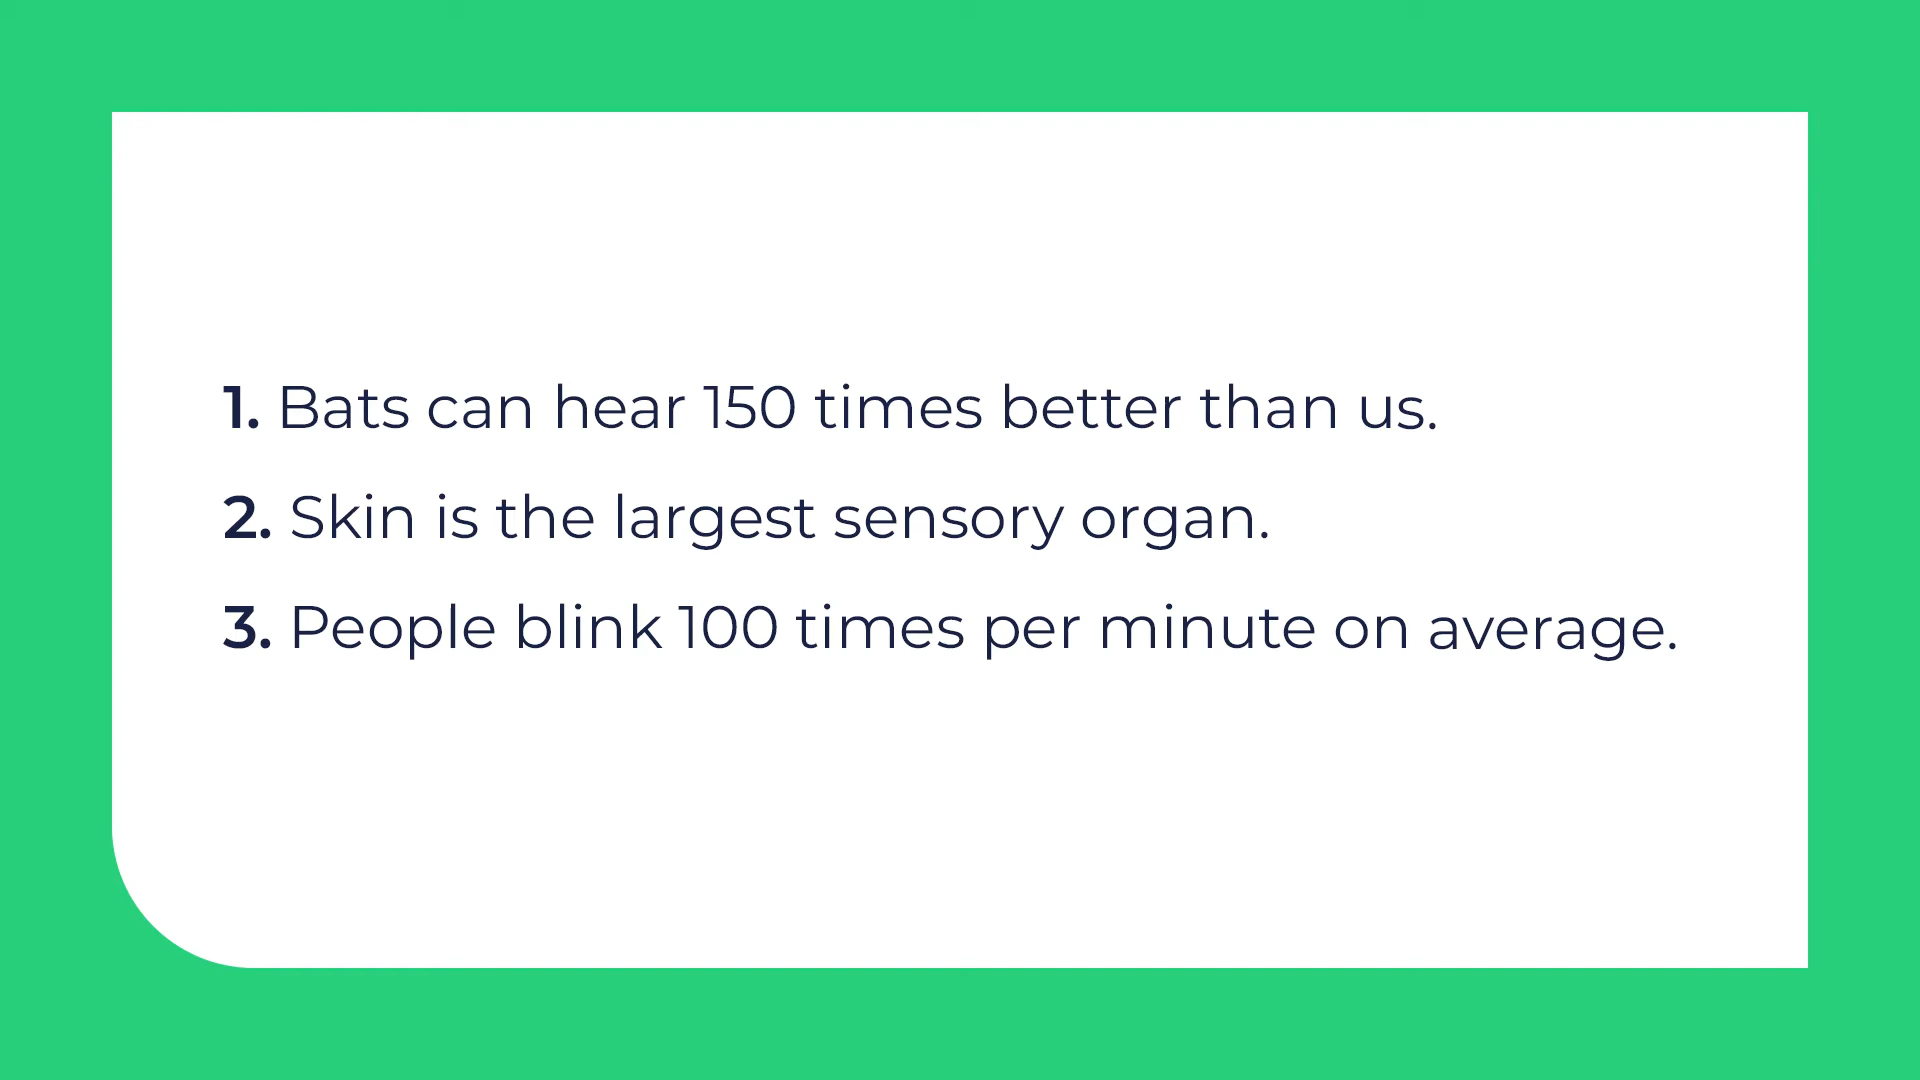 1. Bats can hear 150 times better than us.
2. Skin is the largest sensory organ.
3. People blink 100 times per minute on average.